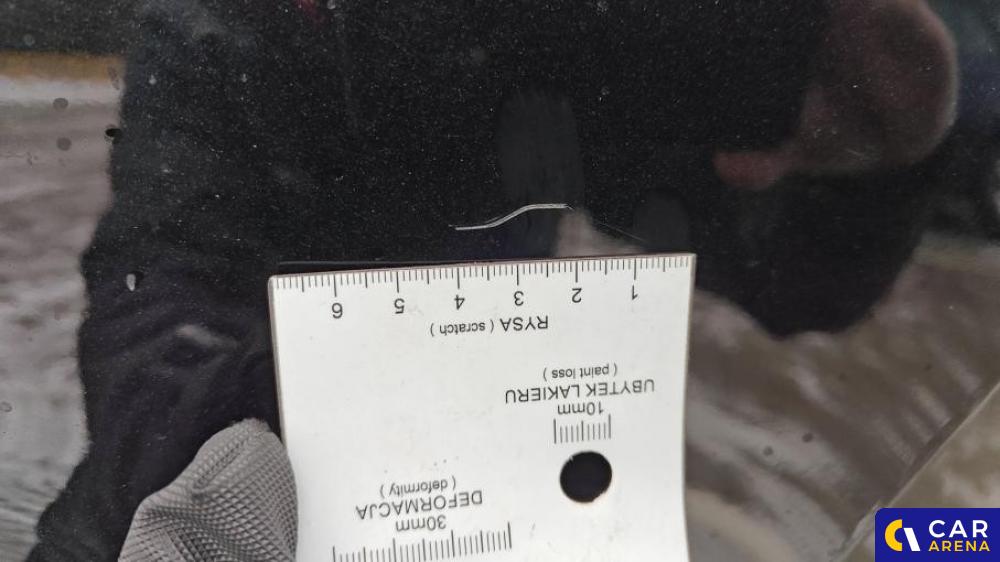 6 5 4 3 2 1
RYSA ( scratch )
UBYTEK LAKIERU
( paint loss )
10mm
DEFORMACJA
( deformity )
30mm
CAR
ARENA